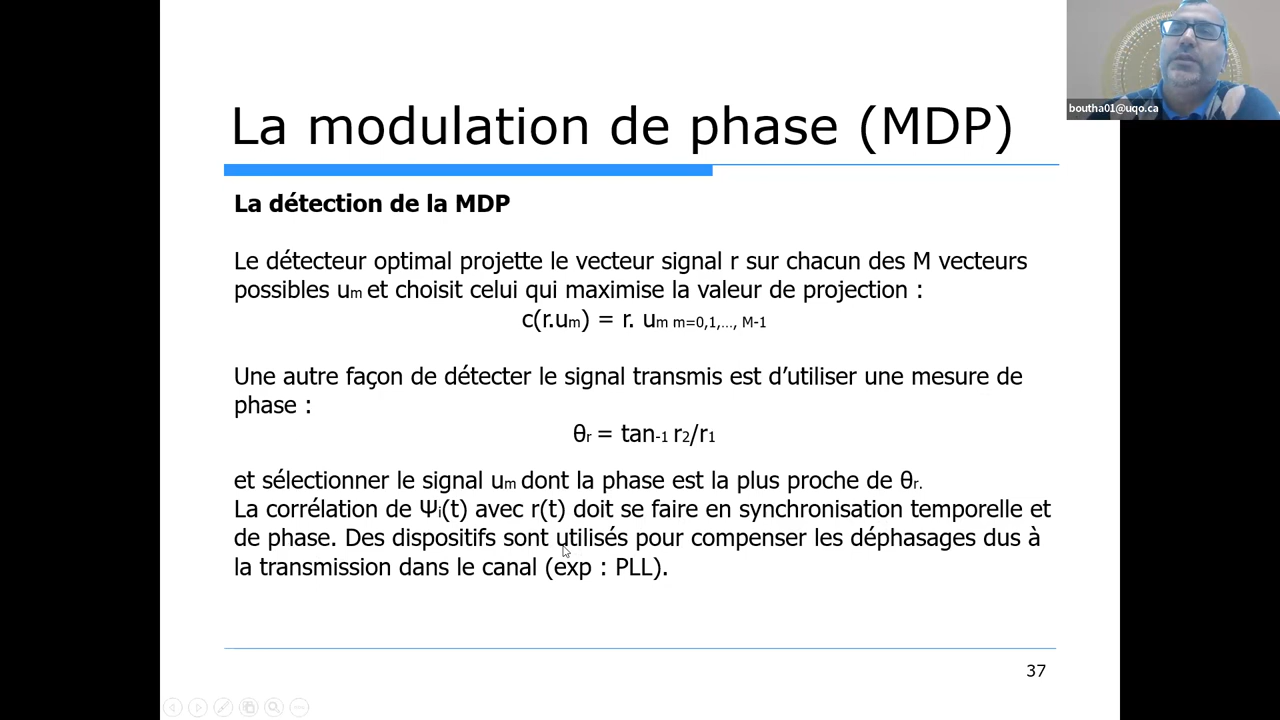 boutha01@uqo.ca
La modulation de phase (MDP)
La détection de la MDP
Le détecteur optimal projette le vecteur signal r sur chacun des M vecteurs
possibles um et choisit celui qui maximise la valeur de projection :
c(r.um) = r. um m=0,1,…, M-1
Une autre façon de détecter le signal transmis est d’utiliser une mesure de
phase :
θr = tan-1 r2/r1
et sélectionner le signal um dont la phase est la plus proche de θr.
La corrélation de Ψi(t) avec r(t) doit se faire en synchronisation temporelle et
de phase. Des dispositifs sont utilisés pour compenser les déphasages dus à
la transmission dans le canal (exp : PLL).
37